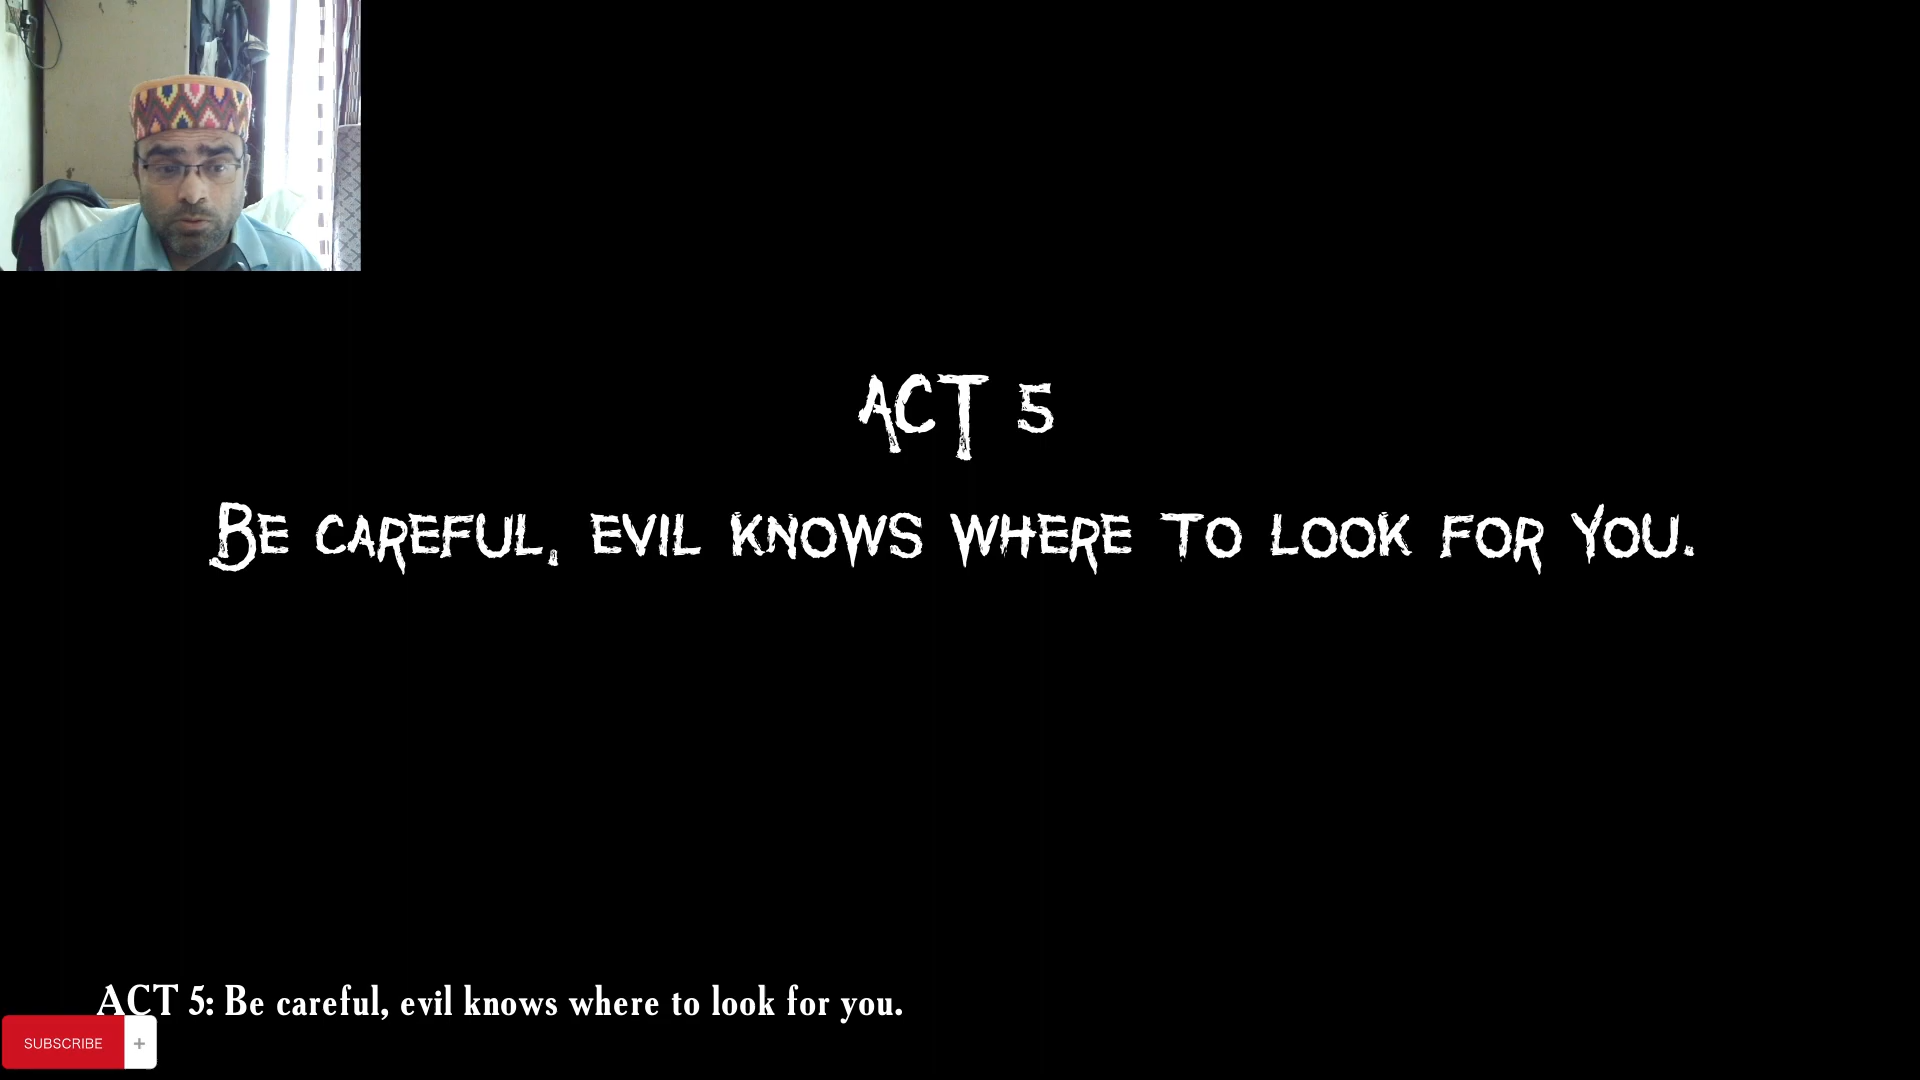 ACT 5
Be careful, evil knows where to look for you.
ACT 5: Be careful, evil knows where to look for you.
SUBSCRIBE +